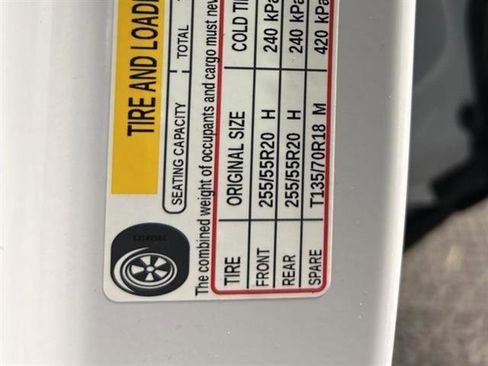 TIRE AND LOADI
SEATING CAPACITY TOTAL
The combined weight of occupants and cargo must neve
TIRE ORIGINAL SIZE COLD TI
FRONT 255/55R20 H 240 kPa
REAR 255/55R20 H 240 kPa
SPARE T135/70R18 M 420 kPa